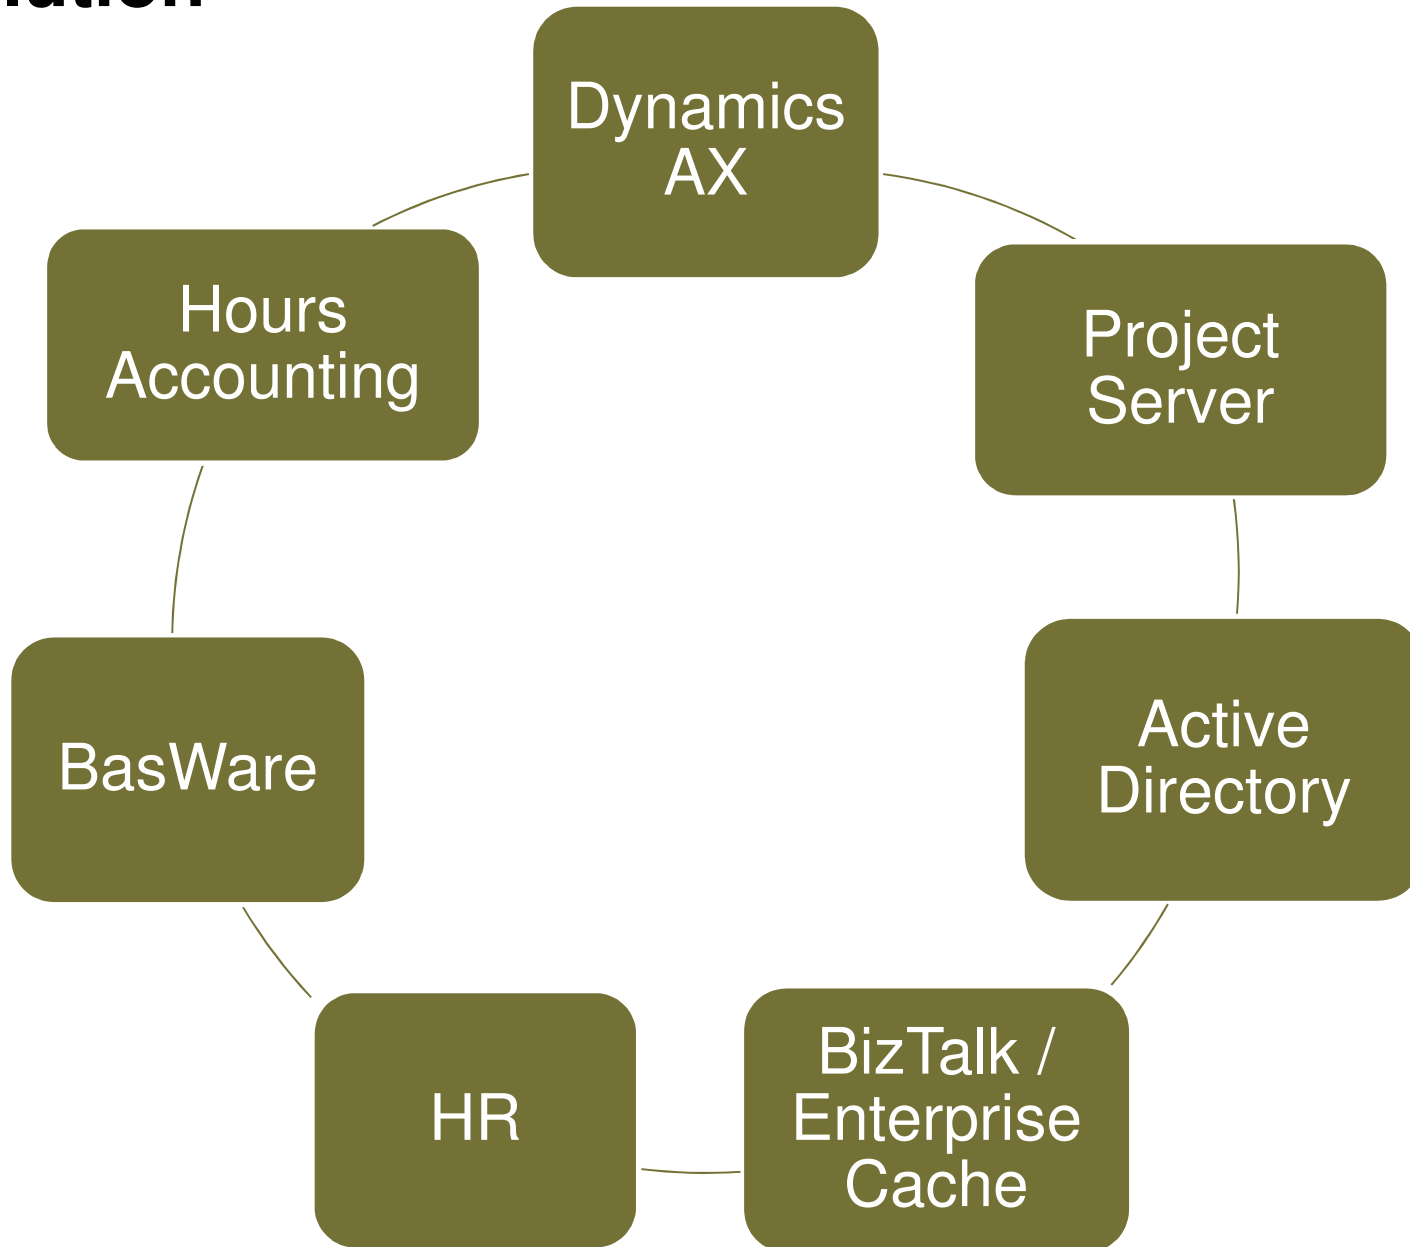 Dynamics
AX
Project
Server
Active
Directory
BizTalk /
Enterprise
Cache
HR
BasWare
Hours
Accounting